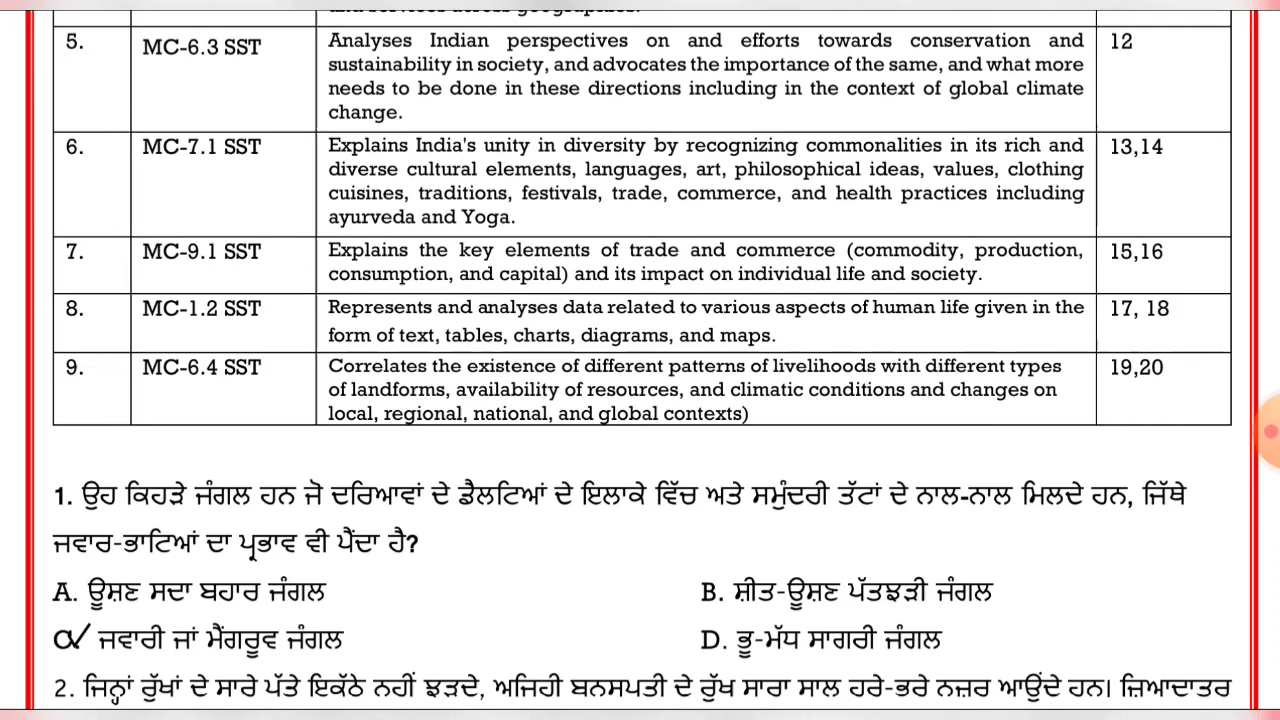 5.
MC-6.3 SST
Analyses Indian perspectives on and efforts towards conservation and
12
sustainability in society, and advocates the importance of the same, and what more
needs to be done in these directions including in the context of global climate
change.
6.
MC-7.1 SST
Explains India's unity in diversity by recognizing commonalities in its rich and
13,14
diverse cultural elements, languages, art, philosophical ideas, values, clothing
cuisines, traditions, festivals, trade, commerce, and health practices including
ayurveda and Yoga.
7.
MC-9.1 SST
Explains the key elements of trade and commerce (commodity, production,
15,16
consumption, and capital) and its impact on individual life and society.
8.
MC-1.2 SST
Represents and analyses data related to various aspects of human life given in the
17, 18
form of text, tables, charts, diagrams, and maps.
9.
MC-6.4 SST
Correlates the existence of different patterns of livelihoods with different types
19,20
of landforms, availability of resources, and climatic conditions and changes on
local, regional, national, and global contexts)
1. ਉਹ ਕਿਹੜੇ ਜੰਗਲ ਹਨ ਜੋ ਦਰਿਆਵਾਂ ਦੇ ਡੈਲਟਿਆਂ ਦੇ ਇਲਾਕੇ ਵਿੱਚ ਅਤੇ ਸਮੁੰਦਰੀ ਤੱਟਾਂ ਦੇ ਨਾਲ-ਨਾਲ ਮਿਲਦੇ ਹਨ, ਜਿੱਥੇ
ਜਵਾਰ-ਭਾਟਿਆਂ ਦਾ ਪ੍ਰਭਾਵ ਵੀ ਪੈਂਦਾ ਹੈ?
A. ਊਸ਼ਣ ਸਦਾ ਬਹਾਰ ਜੰਗਲ
B. ਸ਼ੀਤ-ਊਸ਼ਣ ਪੱਤਝੜੀ ਜੰਗਲ
ਜਵਾਰੀ ਜਾਂ ਮੈਂਗਰੂਵ ਜੰਗਲ
D. ਭੂ-ਮੱਧ ਸਾਗਰੀ ਜੰਗਲ
2. ਜਿਨ੍ਹਾਂ ਰੁੱਖਾਂ ਦੇ ਸਾਰੇ ਪੱਤੇ ਇਕੱਠੇ ਨਹੀਂ ਝੜਦੇ, ਅਜਿਹੀ ਬਨਸਪਤੀ ਦੇ ਰੁੱਖ ਸਾਰਾ ਸਾਲ ਹਰੇ-ਭਰੇ ਨਜ਼ਰ ਆਉਂਦੇ ਹਨ। ਜ਼ਿਆਦਾਤਰ